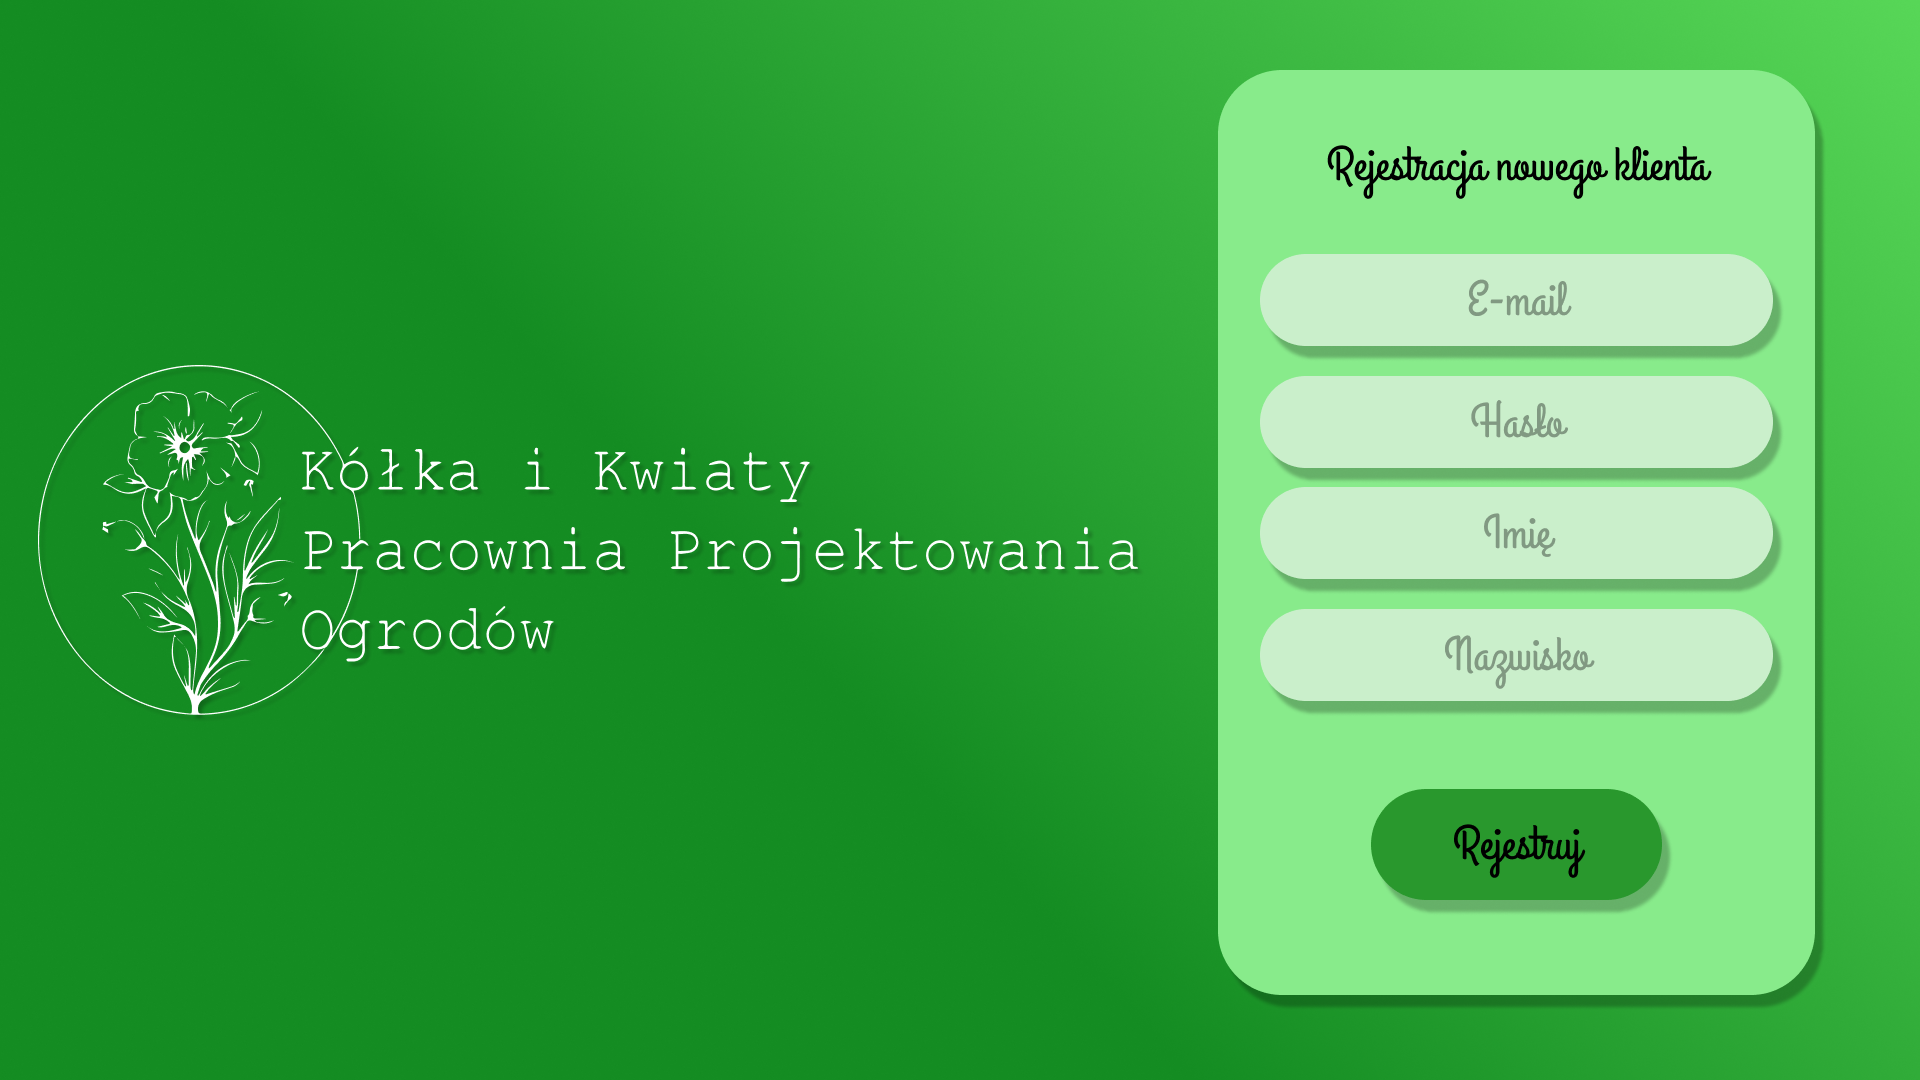 Kółka i Kwiaty
Pracownia Projektowania
Ogrodów
Rejestracja nowego klienta
E-mail
Hasło
Imię
Nazwisko
Rejestruj